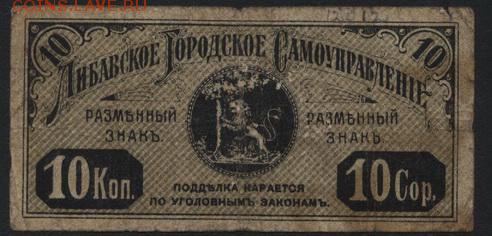 COINS.LAVE.RU
10 10
Либавское Городское Самоуправленіе
РАЗМѢННЫЙ ЗНАКЪ.
РАЗМѢННЫЙ ЗНАКЪ.
10 Коп. 10 Сор.
ПОДДѢЛКА КАРАЕТСЯ
ПО УГОЛОВНЫМЪ ЗАКОНАМЪ.